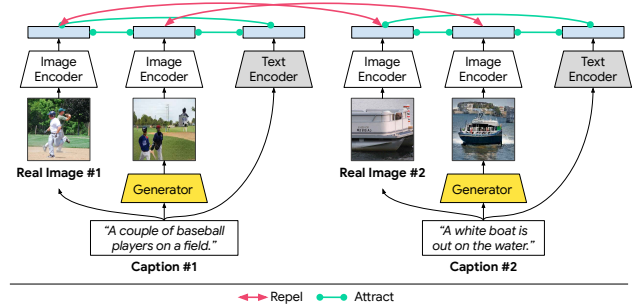 Image
Encoder
Image
Encoder
Text
Encoder
Image
Encoder
Image
Encoder
Text
Encoder
Real Image #1
Real Image #2
Generator
Generator
“A couple of baseball
players on a field.”
“A white boat is
out on the water.”
Caption #1
Caption #2
Repel
Attract